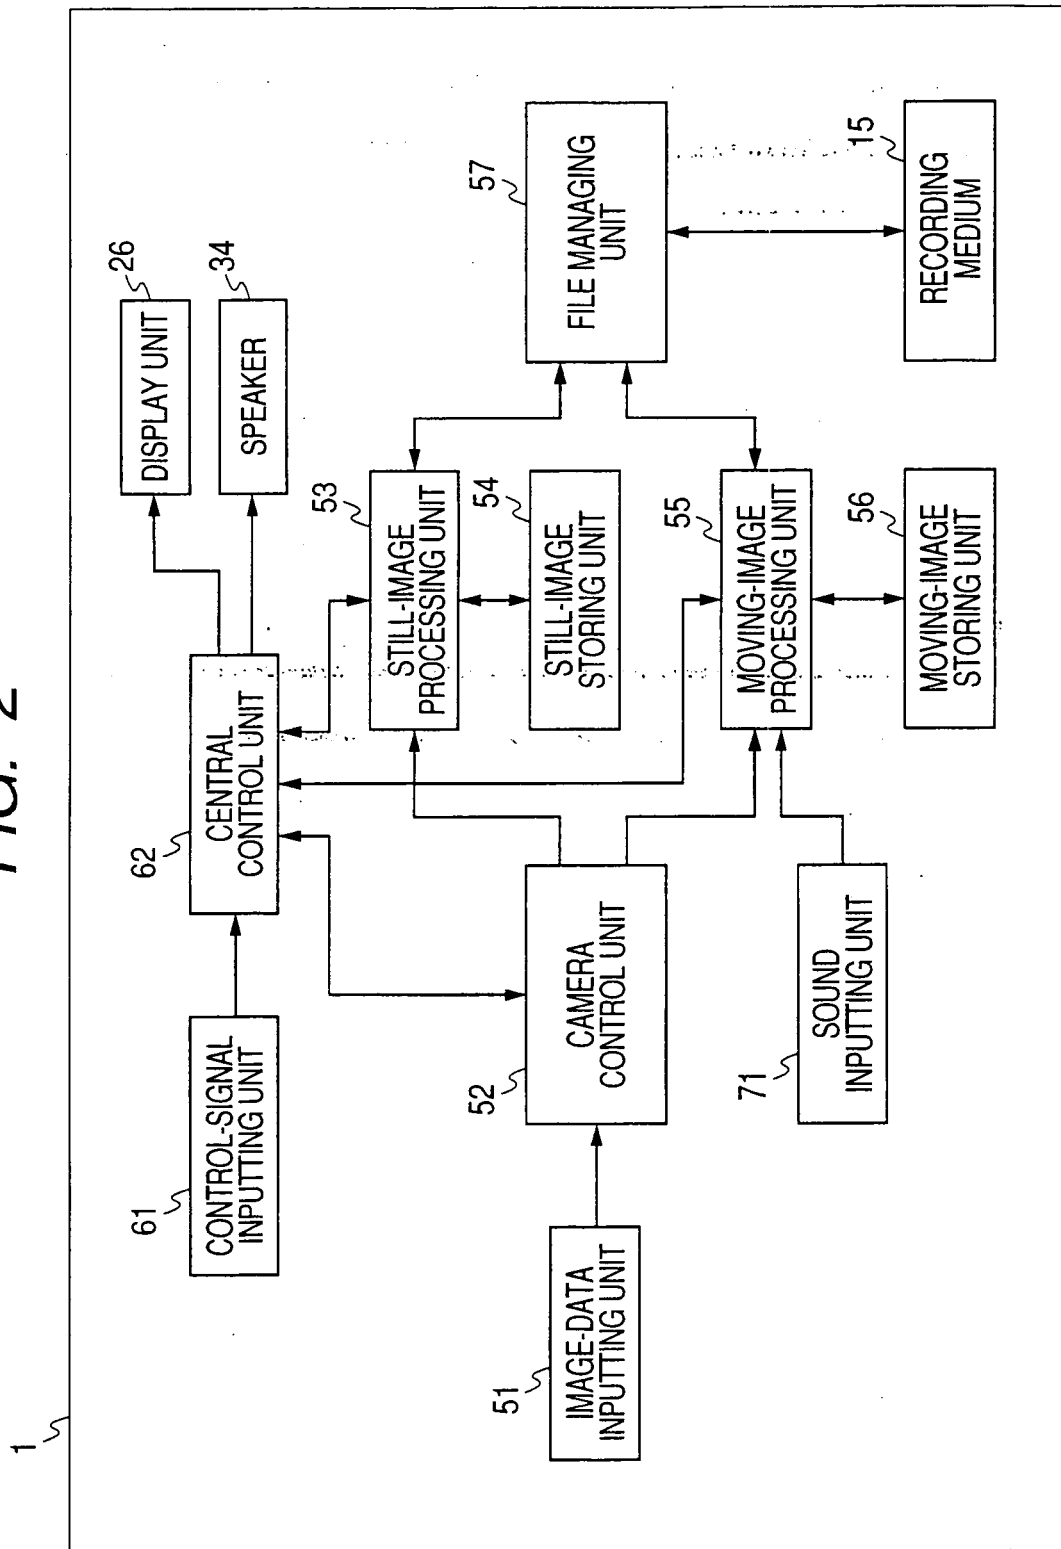 FIG. 2
1
61
CONTROL-SIGNAL
INPUTTING UNIT
62
CENTRAL
CONTROL UNIT
DISPLAY UNIT
26
SPEAKER
34
51
IMAGE-DATA
INPUTTING UNIT
52
CAMERA
CONTROL UNIT
53
STILL-IMAGE
PROCESSING UNIT
54
STILL-IMAGE
STORING UNIT
57
FILE MANAGING
UNIT
71
SOUND
INPUTTING UNIT
55
MOVING-IMAGE
PROCESSING UNIT
56
MOVING-IMAGE
STORING UNIT
15
RECORDING
MEDIUM